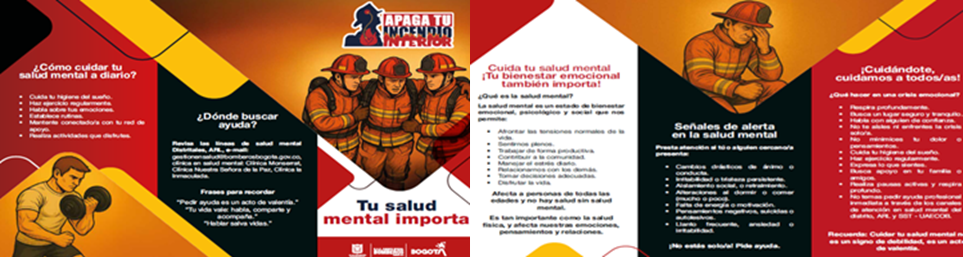 ¿Cómo cuidar tu
salud mental a diario?
Cuida tu higiene del sueño.
Haz ejercicio regularmente.
Habla sobre tus emociones.
Establece rutinas.
Mantente conectado/a con tu red de
apoyo.
Realiza actividades que disfrutes.
¿Dónde buscar
ayuda?
Revisa las líneas de salud mental
Distritales, ARL, e-mail:
gestionensalud@bomberosbogota.gov.co,
clínica en salud mental: Clínica Monserrat,
Clínica Nuestra Señora de la Paz, Clínica la
Inmaculada.
Frases para recordar
"Pedir ayuda es un acto de valentía."
"Tu vida vale: habla, comparte y
acompaña."
"Hablar salva vidas."
APAGA TU
INCENDIO
INTERIOR
Tu salud
mental importa
BOGOTÁ
Cuida tu salud mental
¡Tu bienestar emocional
también importa!
¿Qué es la salud mental?
La salud mental es un estado de bienestar
emocional, psicológico y social que nos
permite:
Afrontar las tensiones normales de la
vida.
Sentirnos plenos.
Trabajar de forma productiva.
Contribuir a la comunidad.
Manejar el estrés diario.
Relacionarnos con los demás.
Tomar decisiones adecuadas.
Disfrutar la vida.
Afecta a personas de todas las
edades y no hay salud sin salud
mental.
Es tan importante como la salud
física, y afecta nuestras emociones,
pensamientos y relaciones.
Señales de alerta
en la salud mental
Presta atención si tú o alguien cercano/a
presenta:
Cambios drásticos de ánimo o
conducta.
Irritabilidad o tristeza persistente.
Aislamiento social, o retraimiento.
Alteraciones al dormir o comer
(mucho o poco).
Falta de energía o motivación.
Pensamientos negativos, suicidas o
autolesivos.
Llanto frecuente, ansiedad o
irritabilidad.
¡No estás solo/a! Pide ayuda.
¡Cuidándote,
cuidamos a todos/as!
¿Qué hacer en una crisis emocional?
Respira profundamente.
Busca un lugar seguro y tranquilo.
Habla con alguien de confianza.
No te aísles ni enfrentes la crisis
solo/a.
No minimices tu dolor o
pensamientos.
Cuida tu higiene del sueño.
Haz ejercicio regularmente.
Expresa lo que sientes.
Busca apoyo en tu familia o
amigos.
Realiza pausas activas y respira
profundo.
No temas pedir ayuda profesional
inmediata a través de los canales
de atención en salud mental del
distrito, ARL y SST - UAECOB.
Recuerda: Cuidar tu salud mental n
es un signo de debilidad, es un act
de valentía.